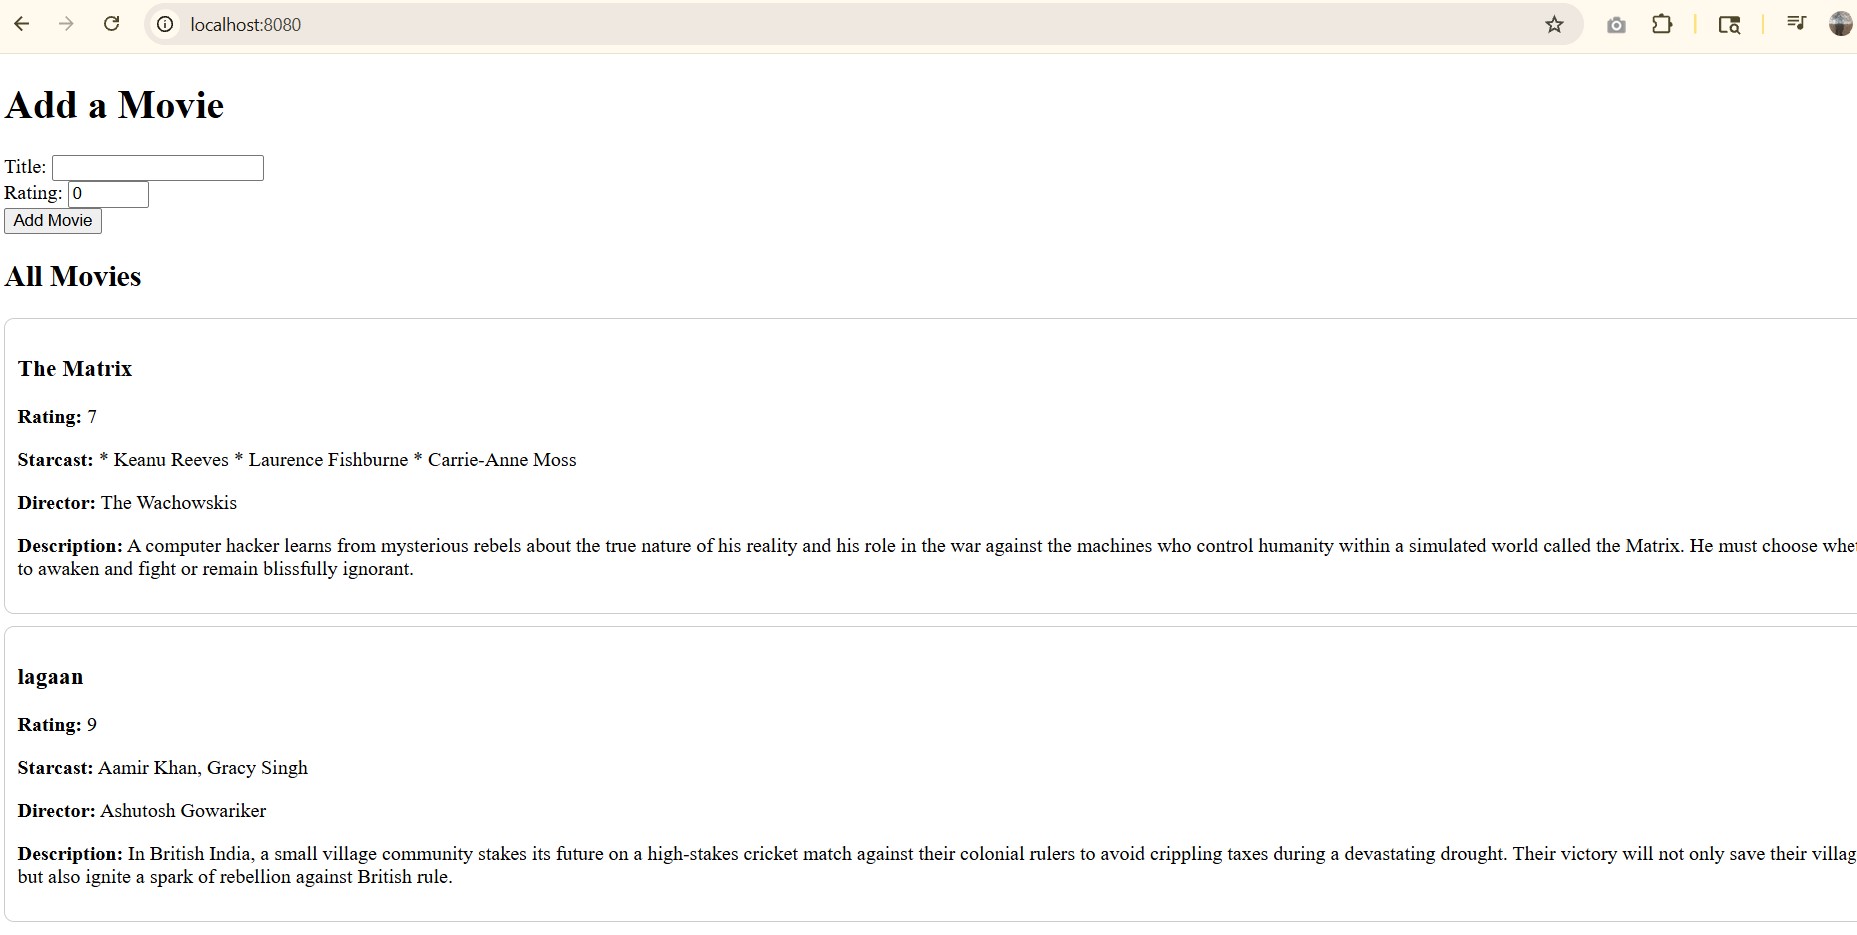 localhost:8080
Add a Movie
Title:
Rating: 0
Add Movie
All Movies
The Matrix
Rating: 7
Starcast: * Keanu Reeves * Laurence Fishburne * Carrie-Anne Moss
Director: The Wachowskis
Description: A computer hacker learns from mysterious rebels about the true nature of his reality and his role in the war against the machines who control humanity within a simulated world called the Matrix. He must choose
to awaken and fight or remain blissfully ignorant.
lagaan
Rating: 9
Starcast: Aamir Khan, Gracy Singh
Director: Ashutosh Gowariker
Description: In British India, a small village community stakes its future on a high-stakes cricket match against their colonial rulers to avoid crippling taxes during a devastating drought. Their victory will not only save their
but also ignite a spark of rebellion against British rule.